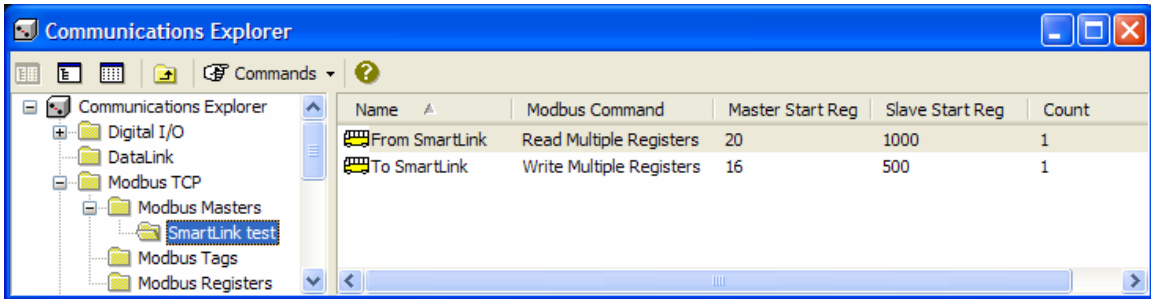 Communications Explorer
Commands
Communications Explorer
Digital I/O
DataLink
Modbus TCP
Modbus Masters
SmartLink test
Modbus Tags
Modbus Registers
Name Modbus Command Master Start Reg Slave Start Reg Count
From SmartLink Read Multiple Registers 20 1000 1
To SmartLink Write Multiple Registers 16 500 1